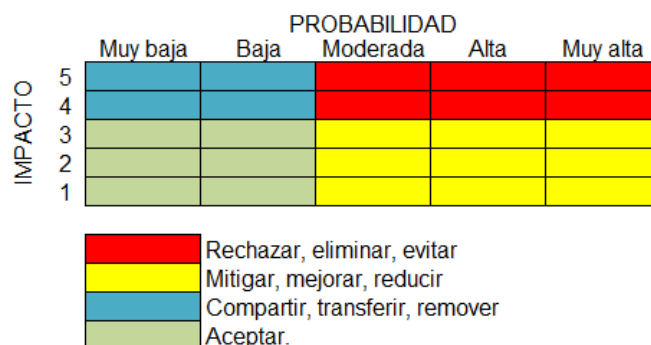 PROBABILIDAD
Muy baja Baja Moderada Alta Muy alta
IMPACTO
5
4
3
2
1
Rechazar, eliminar, evitar
Mitigar, mejorar, reducir
Compartir, transferir, remover
Aceptar.